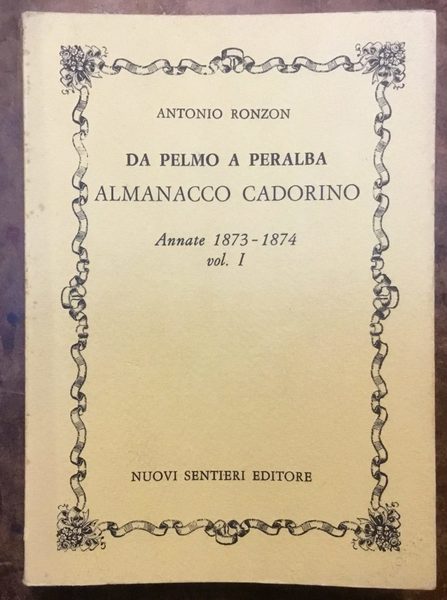 ANTONIO RONZON
DA PELMO A PERALBA
ALMANACCO CADORINO
Annate 1873-1874
vol. I
NUOVI SENTIERI EDITORE